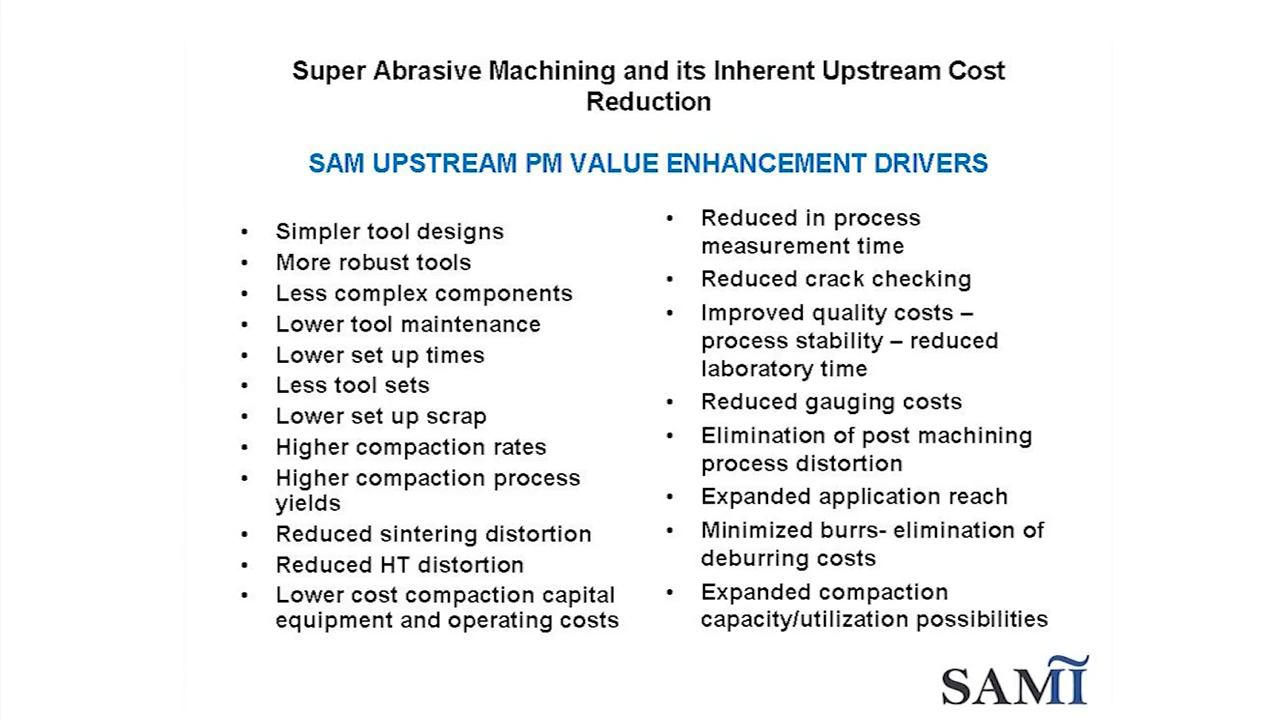 Super Abrasive Machining and its Inherent Upstream Cost
Reduction
SAM UPSTREAM PM VALUE ENHANCEMENT DRIVERS
• Simpler tool designs
• More robust tools
• Less complex components
• Lower tool maintenance
• Lower set up times
• Less tool sets
• Lower set up scrap
• Higher compaction rates
• Higher compaction process
yields
• Reduced sintering distortion
• Reduced HT distortion
• Lower cost compaction capital
equipment and operating costs
• Reduced in process
measurement time
• Reduced crack checking
• Improved quality costs –
process stability – reduced
laboratory time
• Reduced gauging costs
• Elimination of post machining
process distortion
• Expanded application reach
• Minimized burrs- elimination of
deburring costs
• Expanded compaction
capacity/utilization possibilities
SAMI